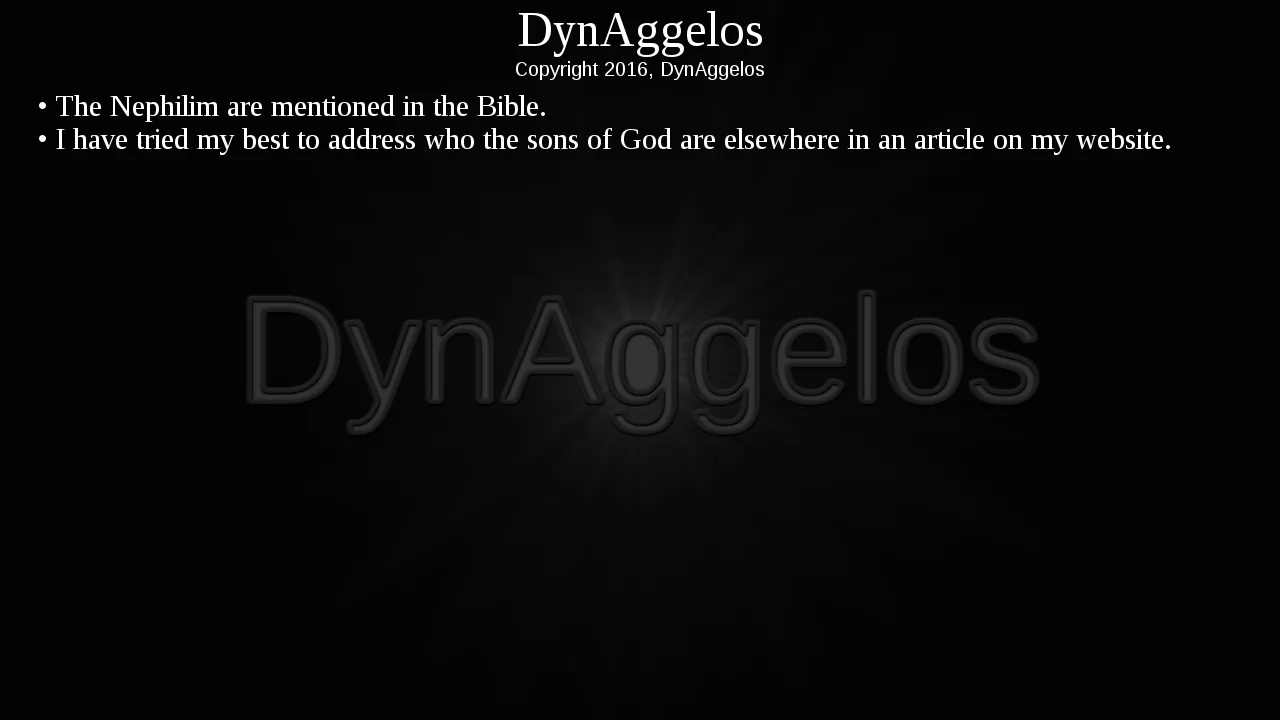 DynAggelos
Copyright 2016, DynAggelos
• The Nephilim are mentioned in the Bible.
• I have tried my best to address who the sons of God are elsewhere in an article on my website.
DynAggelos